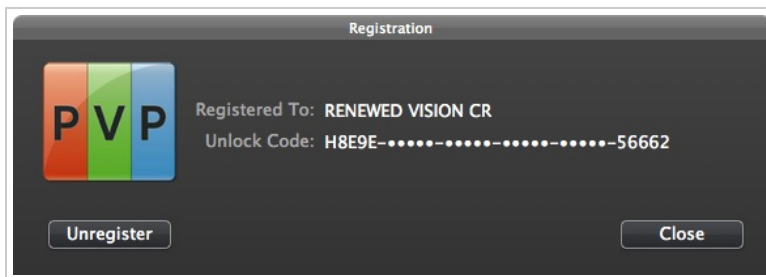 Registration
PVP
Registered To: RENEWED VISION CR
Unlock Code: H8E9E-•••••-•••••-•••••-•••••-56662
Unregister
Close